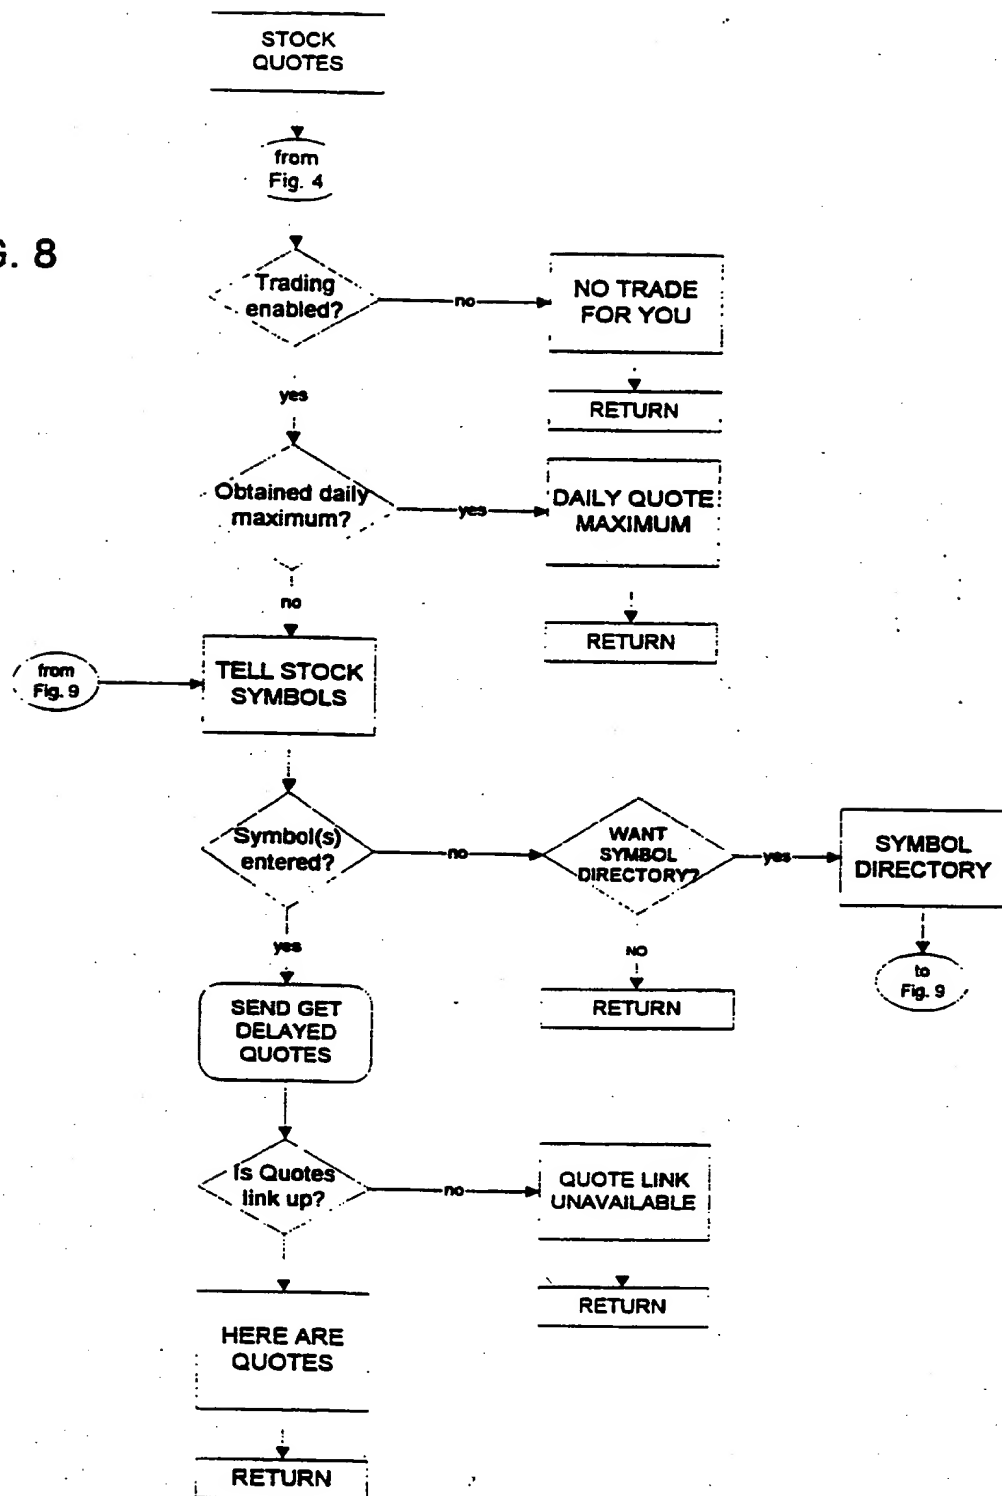 STOCK
QUOTES
from
Fig. 4
G. 8
Trading
enabled?
no
NO TRADE
FOR YOU
yes
RETURN
Obtained daily
maximum?
yes
DAILY QUOTE
MAXIMUM
no
RETURN
from
Fig. 9
TELL STOCK
SYMBOLS
Symbol(s)
entered?
no
WANT
SYMBOL
DIRECTORY?
yes
SYMBOL
DIRECTORY
yes
NO
to
Fig. 9
SEND GET
DELAYED
QUOTES
RETURN
Is Quotes
link up?
no
QUOTE LINK
UNAVAILABLE
RETURN
HERE ARE
QUOTES
RETURN